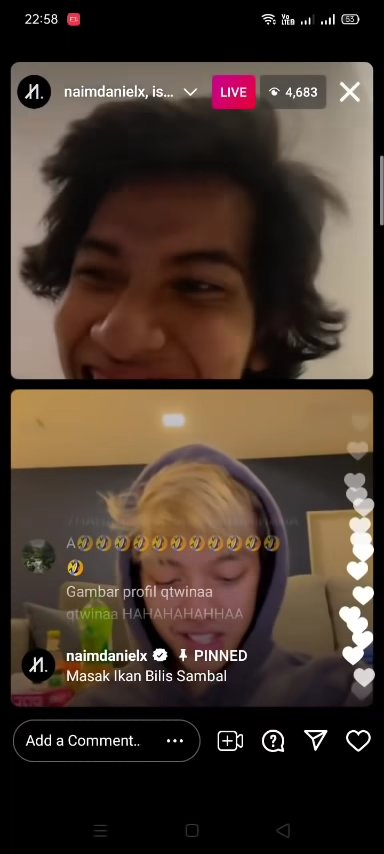 22:58
53
naimdanielx, is...
LIVE
4,683
A🤣🤣🤣🤣🤣🤣🤣🤣🤣🤣🤣
🤣
Gambar profil qtwinaa
qtwinaa HAHAHAHAHHAA
naimdanielx PINNED
Masak Ikan Bilis Sambal
Add a Comment..